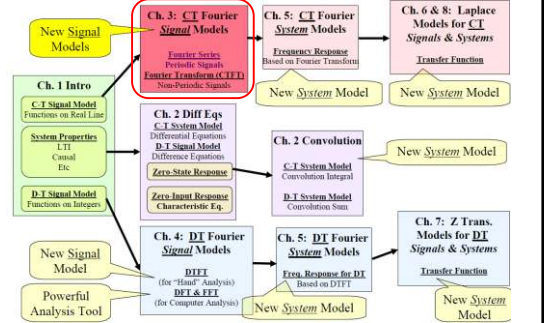 New Signal
Models
Ch. 3: CT Fourier
Signal Models
Fourier Series
Periodic Signals
Fourier Transform (CTFT)
Non-Periodic Signals
Ch. 5: CT Fourier
System Models
Frequency Response
Based on Fourier Transform
New System Model
Ch. 6 & 8: Laplace
Models for CT
Signals & Systems
Transfer Function
New System Model
Ch. 1 Intro
C-T Signal Model
Functions on Real Line
System Properties
LTI
Causal
Etc
D-T Signal Model
Functions on Integers
Ch. 2 Diff Eqs
C-T System Model
Differential Equations
D-T Signal Model
Difference Equations
Zero-State Response
Zero-Input Response
Characteristic Eq.
Ch. 2 Convolution
C-T System Model
Convolution Integral
D-T System Model
Convolution Sum
New System Model
New Signal
Model
Powerful
Analysis Tool
Ch. 4: DT Fourier
Signal Models
DTFT
(for "Hand" Analysis)
DFT & FFT
(for Computer Analysis)
Ch. 5: DT Fourier
System Models
Freq. Response for DT
Based on DTFT
New System Model
Ch. 7: Z Trans.
Models for DT
Signals & Systems
Transfer Function
New System
Model